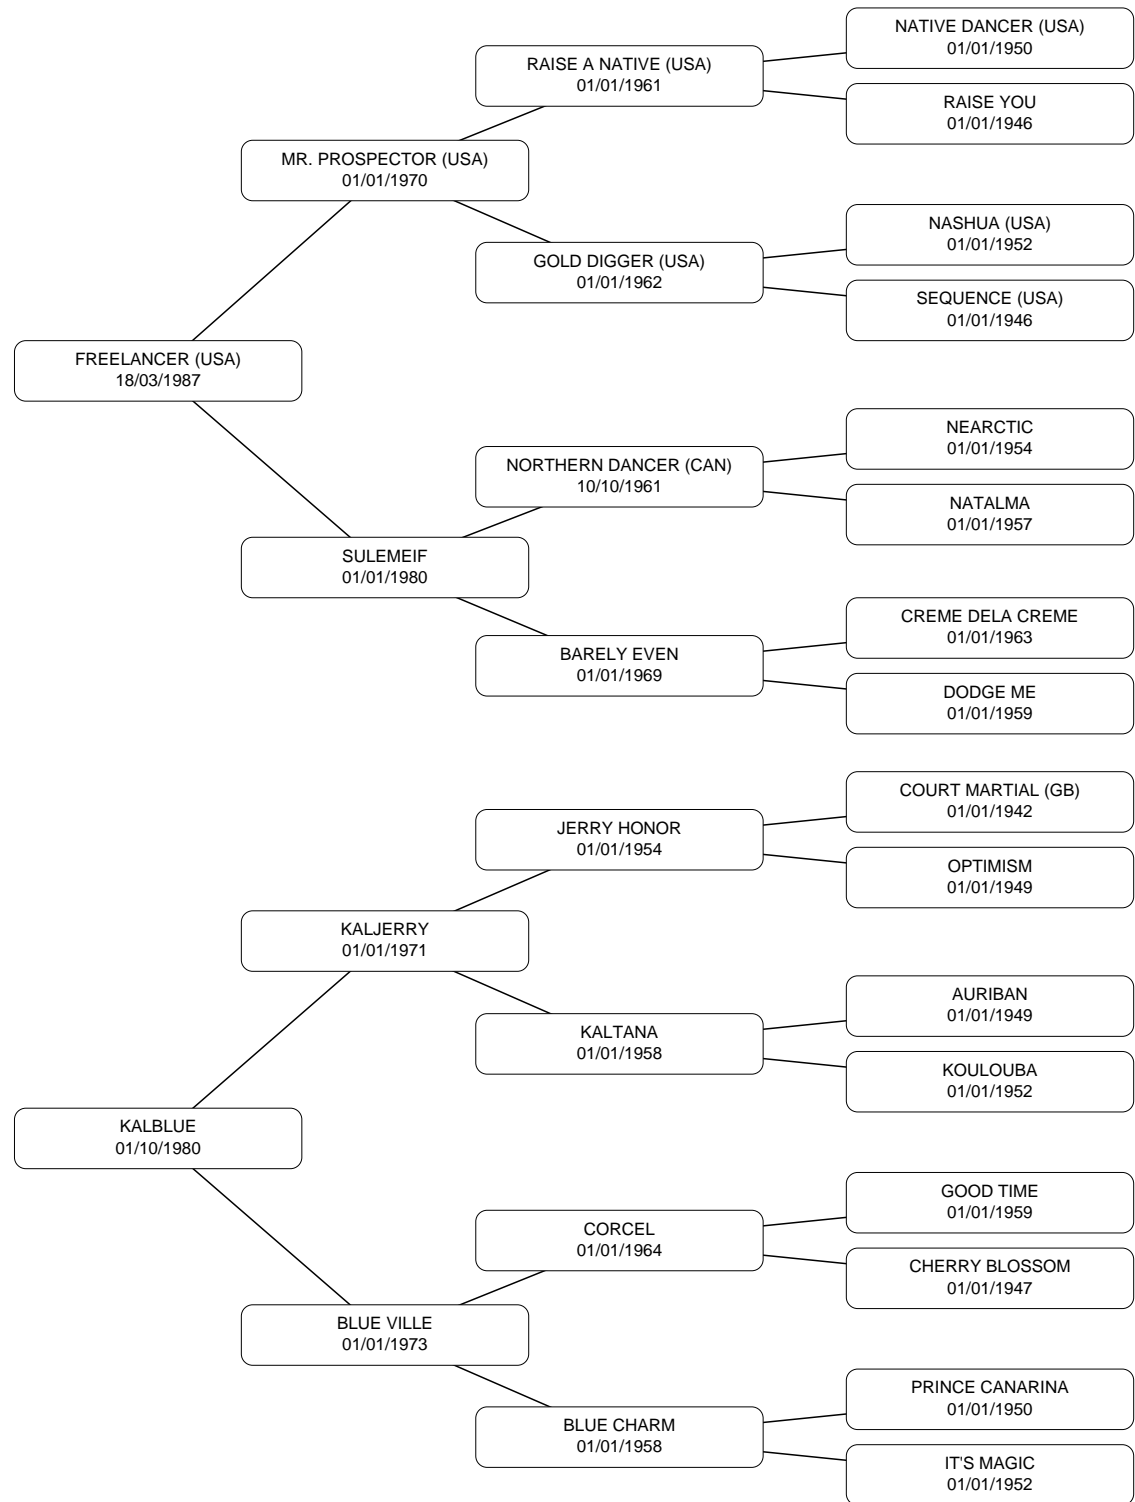 NATIVE DANCER (USA)
01/01/1950
RAISE A NATIVE (USA)
01/01/1961
RAISE YOU
01/01/1946
MR. PROSPECTOR (USA)
01/01/1970
NASHUA (USA)
01/01/1952
GOLD DIGGER (USA)
01/01/1962
SEQUENCE (USA)
01/01/1946
FREELANCER (USA)
18/03/1987
NEARCTIC
01/01/1954
NORTHERN DANCER (CAN)
10/10/1961
NATALMA
01/01/1957
SULEMEIF
01/01/1980
CREME DELA CREME
01/01/1963
BARELY EVEN
01/01/1969
DODGE ME
01/01/1959
COURT MARTIAL (GB)
01/01/1942
JERRY HONOR
01/01/1954
OPTIMISM
01/01/1949
KALJERRY
01/01/1971
AURIBAN
01/01/1949
KALTANA
01/01/1958
KOULOUBA
01/01/1952
KALBLUE
01/10/1980
GOOD TIME
01/01/1959
CORCEL
01/01/1964
CHERRY BLOSSOM
01/01/1947
BLUE VILLE
01/01/1973
PRINCE CANARINA
01/01/1950
BLUE CHARM
01/01/1958
IT'S MAGIC
01/01/1952